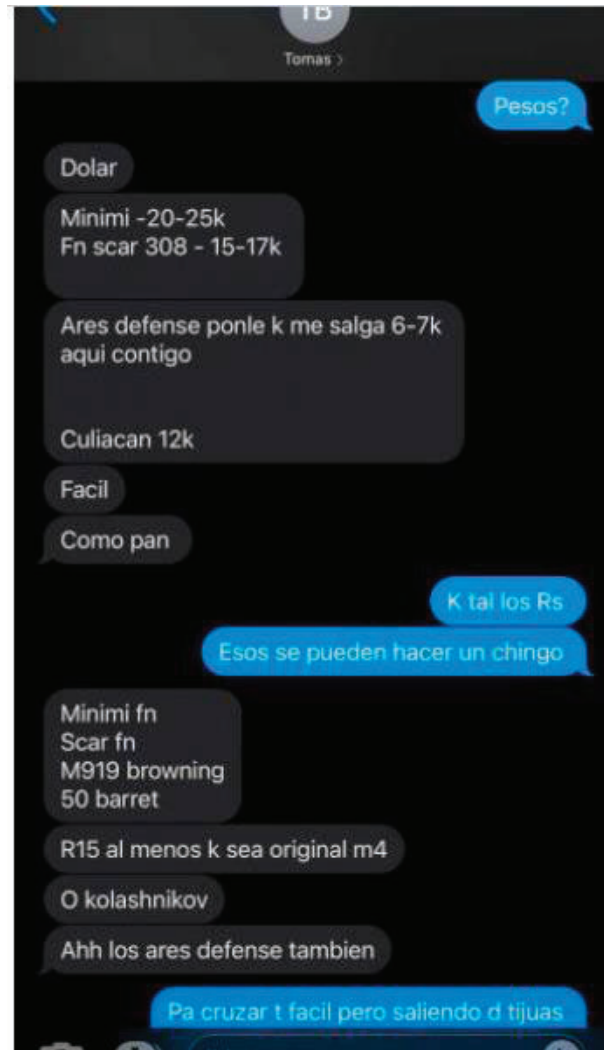 TB
Tomas >
Pesos?
Dolar
Minimi -20-25k
Fn scar 308 - 15-17k
Ares defense ponle k me salga 6-7k
aqui contigo
Culiacan 12k
Facil
Como pan
K tal los Rs
Esos se pueden hacer un chingo
Minimi fn
Scar fn
M919 browning
50 barret
R15 al menos k sea original m4
O kolashnikov
Ahh los ares defense tambien
Pa cruzar t facil pero saliendo d tijuas